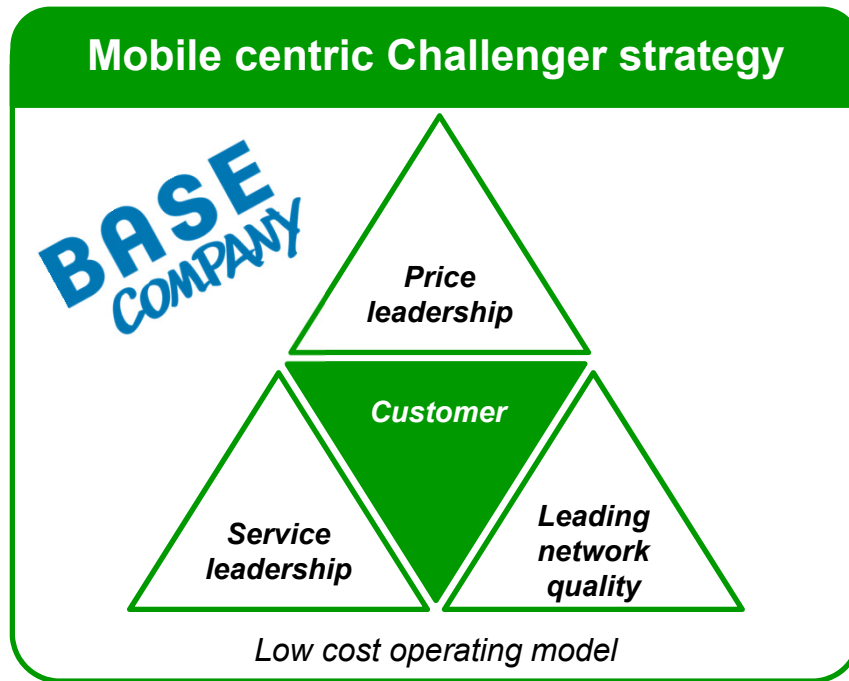 Mobile centric Challenger strategy
BASE
COMPANY
Price
leadership
Customer
Service
leadership
Leading
network
quality
Low cost operating model